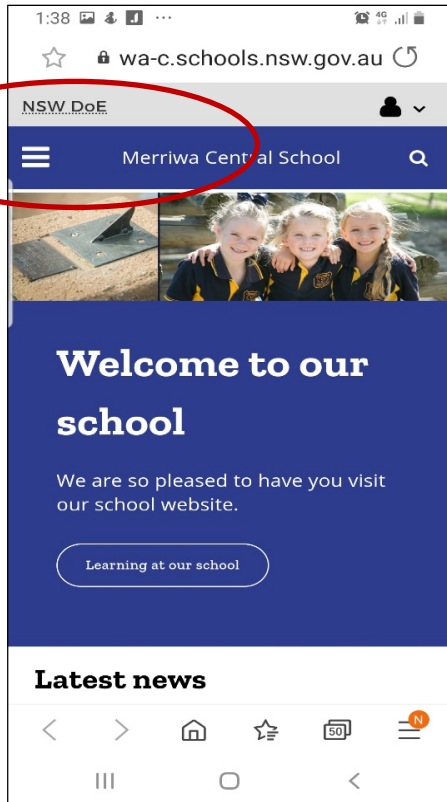 1:38
4G
wa-c.schools.nsw.gov.au
NSW DoE
Merriwa Central School
Welcome to our
school
We are so pleased to have you visit
our school website.
Learning at our school
Latest news
50
N